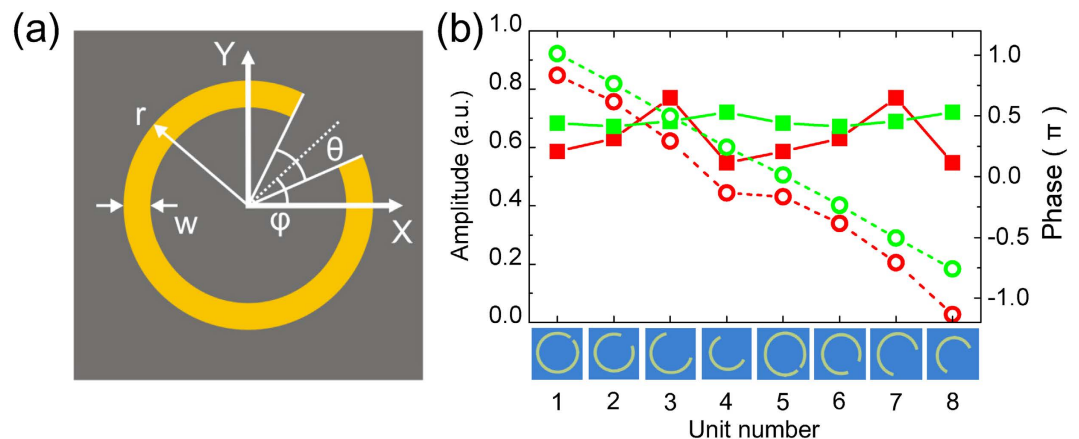 (a)
Y
r
θ
φ
w
X
(b)
1.0
0.8
0.6
0.4
0.2
0.0
Amplitude (a.u.)
1.0
0.5
0.0
-0.5
-1.0
Phase ( π )
1 2 3 4 5 6 7 8
Unit number